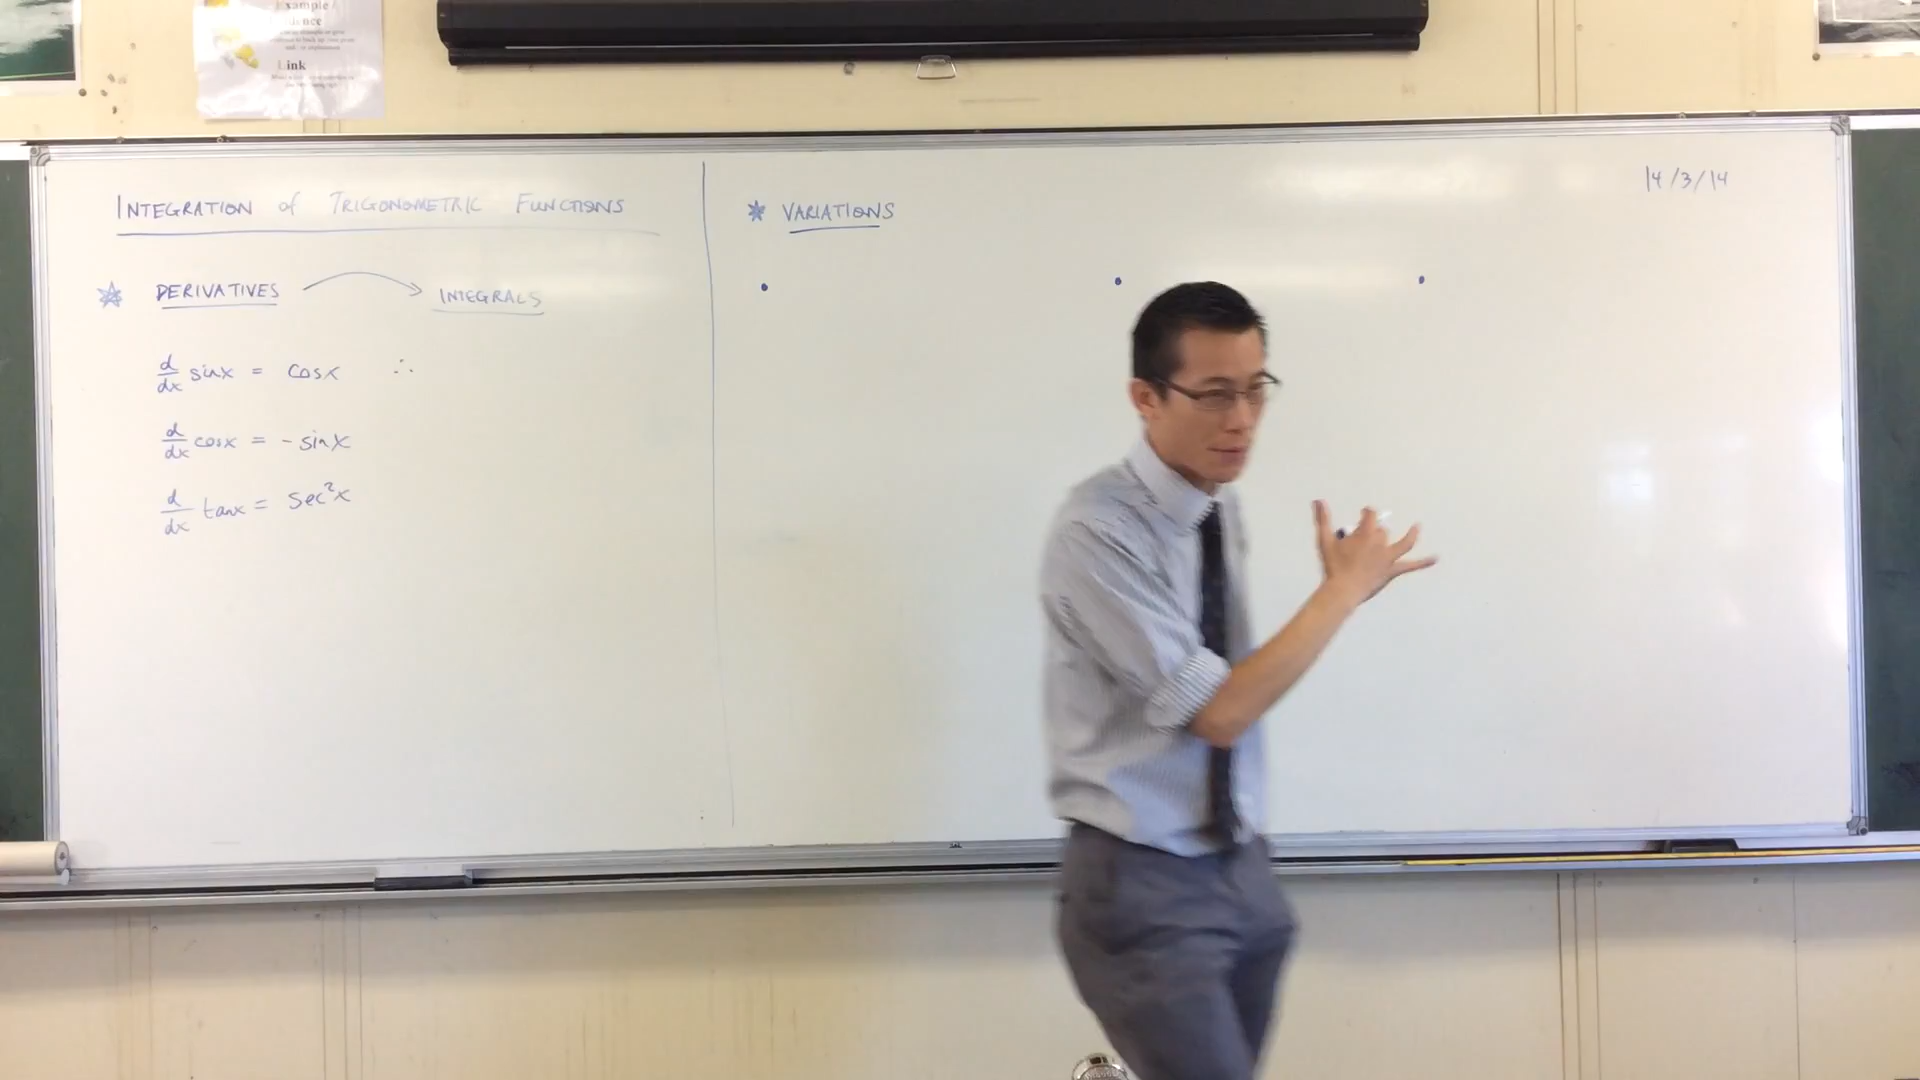 Example /
Link
INTEGRATION of TRIGONOMETRIC FUNCTIONS
DERIVATIVES
INTEGRALS
d/dx sinx = cosx ∴
d/dx cosx = - sinx
d/dx tanx = sec²x
VARIATIONS
14/3/14